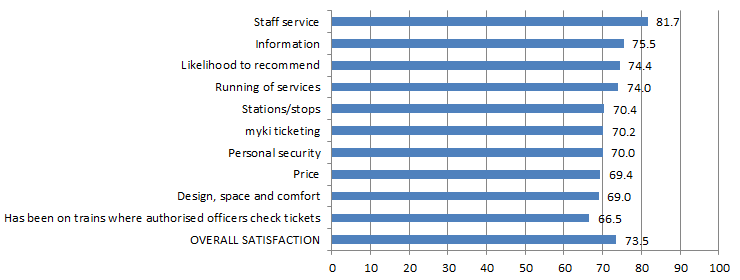 Staff service 81.7
Information 75.5
Likelihood to recommend 74.4
Running of services 74.0
Stations/stops 70.4
myki ticketing 70.2
Personal security 70.0
Price 69.4
Design, space and comfort 69.0
Has been on trains where authorised officers check tickets 66.5
OVERALL SATISFACTION 73.5
0 10 20 30 40 50 60 70 80 90 100